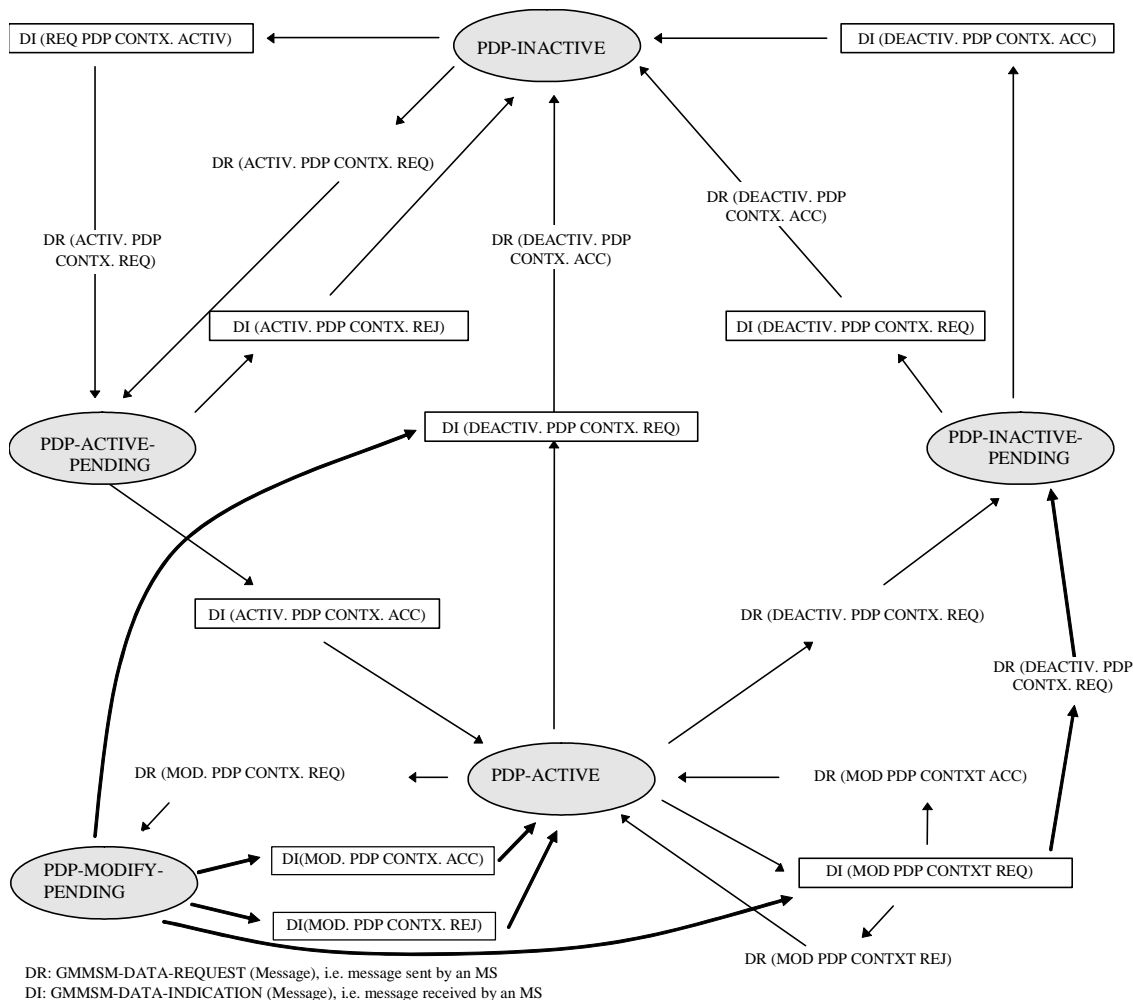 DI (REQ PDP CONTX. ACTIV)
PDP-INACTIVE
DI (DEACTIV. PDP CONTX. ACC)
DR (ACTIV. PDP CONTX. REQ)
DR (DEACTIV. PDP
CONTX. ACC)
DR (ACTIV. PDP
CONTX. REQ)
DR (DEACTIV. PDP
CONTX. ACC)
DI (ACTIV. PDP CONTX. REJ)
DI (DEACTIV. PDP CONTX. REQ)
PDP-ACTIVE-
PENDING
DI (DEACTIV. PDP CONTX. REQ)
PDP-INACTIVE-
PENDING
DI (ACTIV. PDP CONTX. ACC)
DR (DEACTIV. PDP CONTX. REQ)
DR (DEACTIV. PDP
CONTX. REQ)
DR (MOD. PDP CONTX. REQ)
PDP-ACTIVE
DR (MOD PDP CONTXT ACC)
PDP-MODIFY-
PENDING
DI(MOD. PDP CONTX. ACC)
DI (MOD PDP CONTXT REQ)
DI(MOD. PDP CONTX. REJ)
DR (MOD PDP CONTXT REJ)
DR: GMMSM-DATA-REQUEST (Message), i.e. message sent by an MS
DI: GMMSM-DATA-INDICATION (Message), i.e. message received by an MS